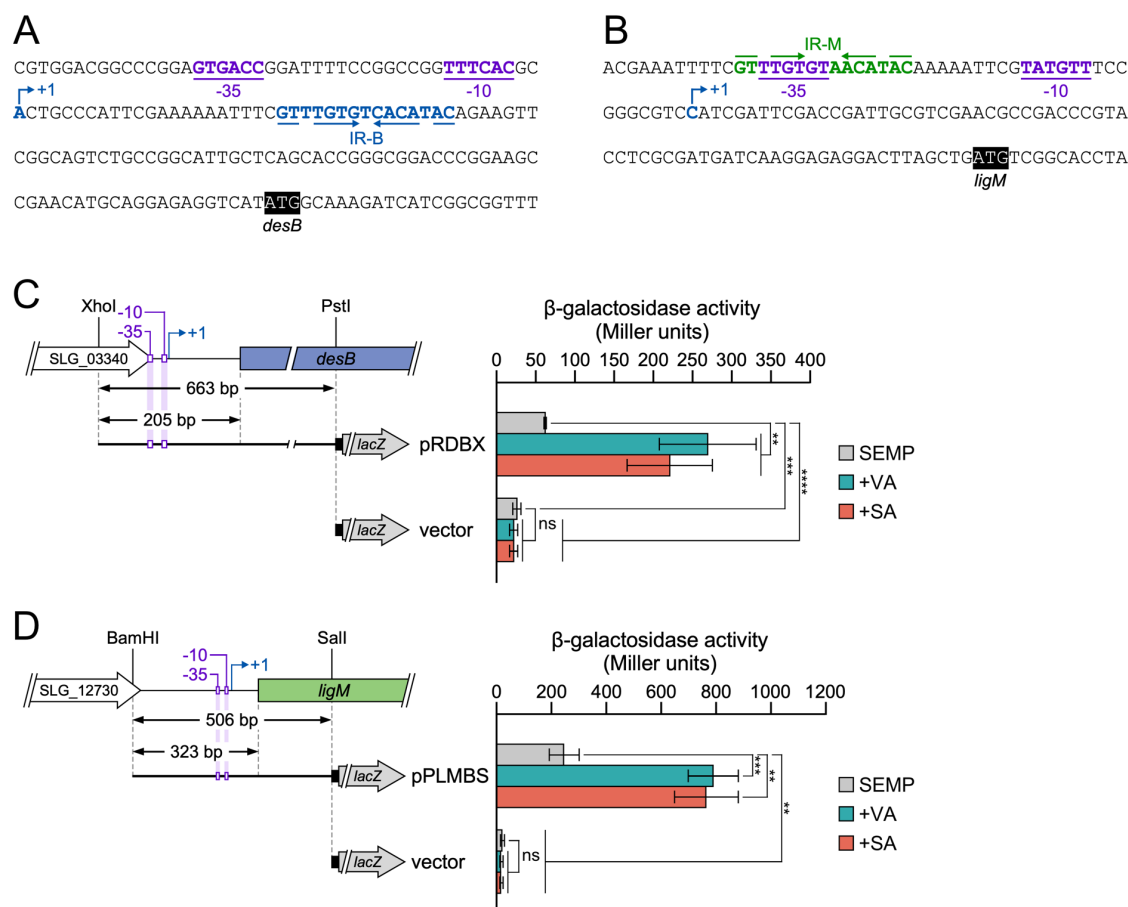 A
CGTGGACGGCCCGGAGTGACCGGATTTTCCGGCCGGTTTCACGC
-35
-10
+1
ACTGCCCATTCGAAAAAAATTTCGTTTGTGTCACATACAGAAGTT
IR-B
CGGCAGTCTGCCGGCATTGCTCAGCACCGGGCGGACCCGGAAGC
CGAACATGCAGGAGAGGTCATATGGCAAAGATCATCGGCGGTTT
desB
B
IR-M
ACGAAATTTTCGTTTGTGTAACATACAAAAATTCGTATGTTTCC
-35
-10
+1
GGGCGTCCATCGATTCGACCGATTGCGTCGAACGCCGACCCGTA
CCTCGCGATGATCAAGGAGAGGACTTAGCTGATGTCGGCACCTA
ligM
C
XhoI
-10
-35
+1
PstI
SLG_03340
desB
663 bp
205 bp
lacZ
pRDBX
lacZ
vector
β-galactosidase activity
(Miller units)
0 50 100 150 200 250 300 350 400
**
***
****
ns
SEMP
+VA
+SA
D
BamHI
-10
-35
+1
SalI
SLG_12730
ligM
506 bp
323 bp
lacZ
pPLMBS
lacZ
vector
β-galactosidase activity
(Miller units)
0 200 400 600 800 1000 1200
***
**
**
ns
SEMP
+VA
+SA